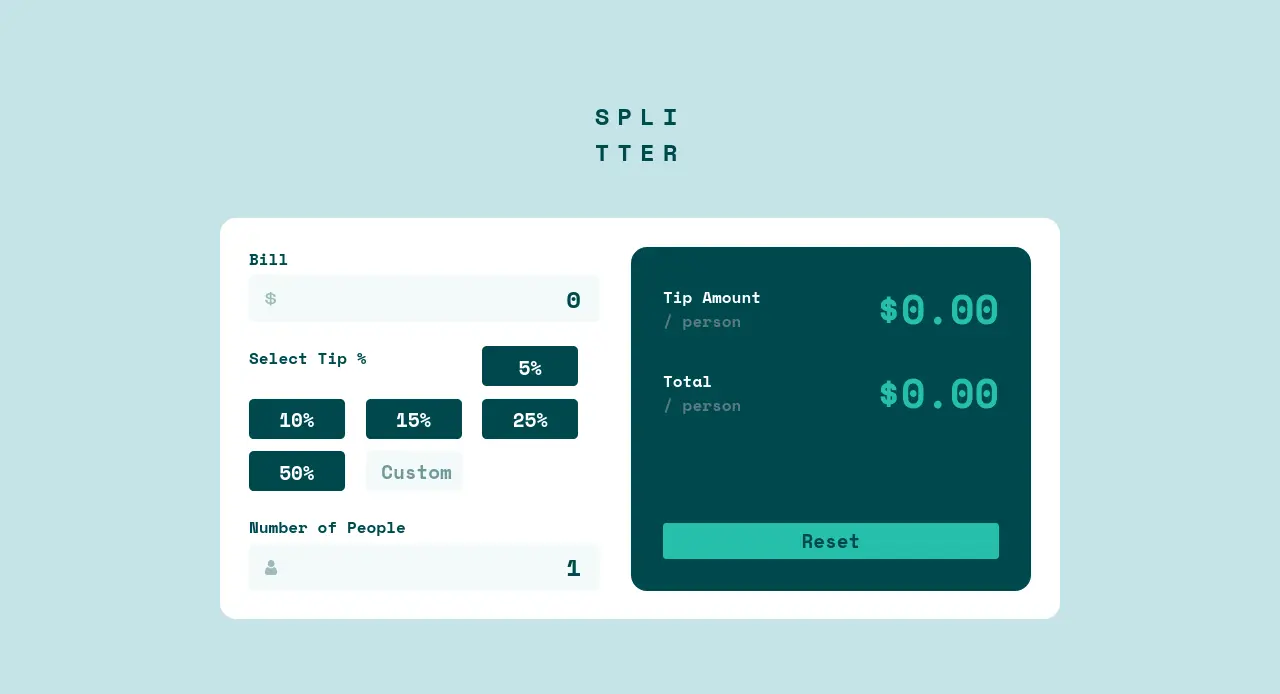 SPLI
TTER
Bill
$
0
Select Tip %
5%
10%
15%
25%
50%
Custom
Number of People
1
Tip Amount
/ person
$0.00
Total
/ person
$0.00
Reset